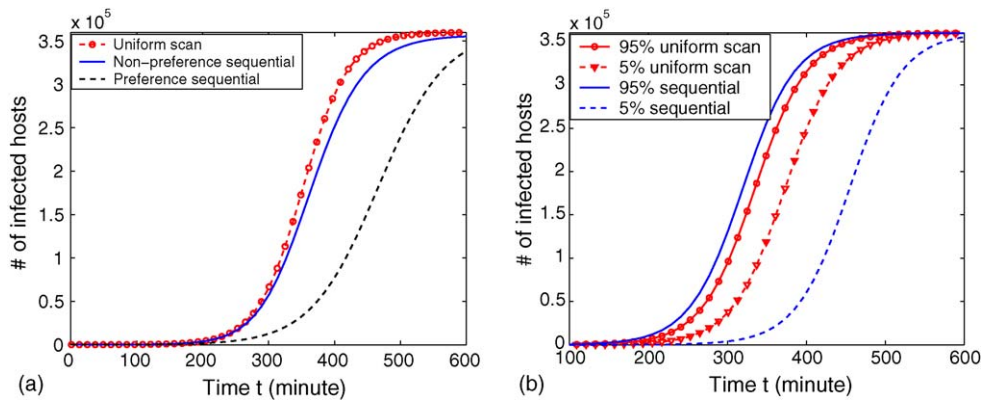 x 10^5
3.5
3
2.5
2
1.5
1
0.5
0
# of infected hosts
Uniform scan
Non−preference sequential
Preference sequential
0 100 200 300 400 500 600
Time t (minute)
(a)
x 10^5
3.5
3
2.5
2
1.5
1
0.5
0
# of infected hosts
95% uniform scan
5% uniform scan
95% sequential
5% sequential
100 200 300 400 500 600
Time t (minute)
(b)